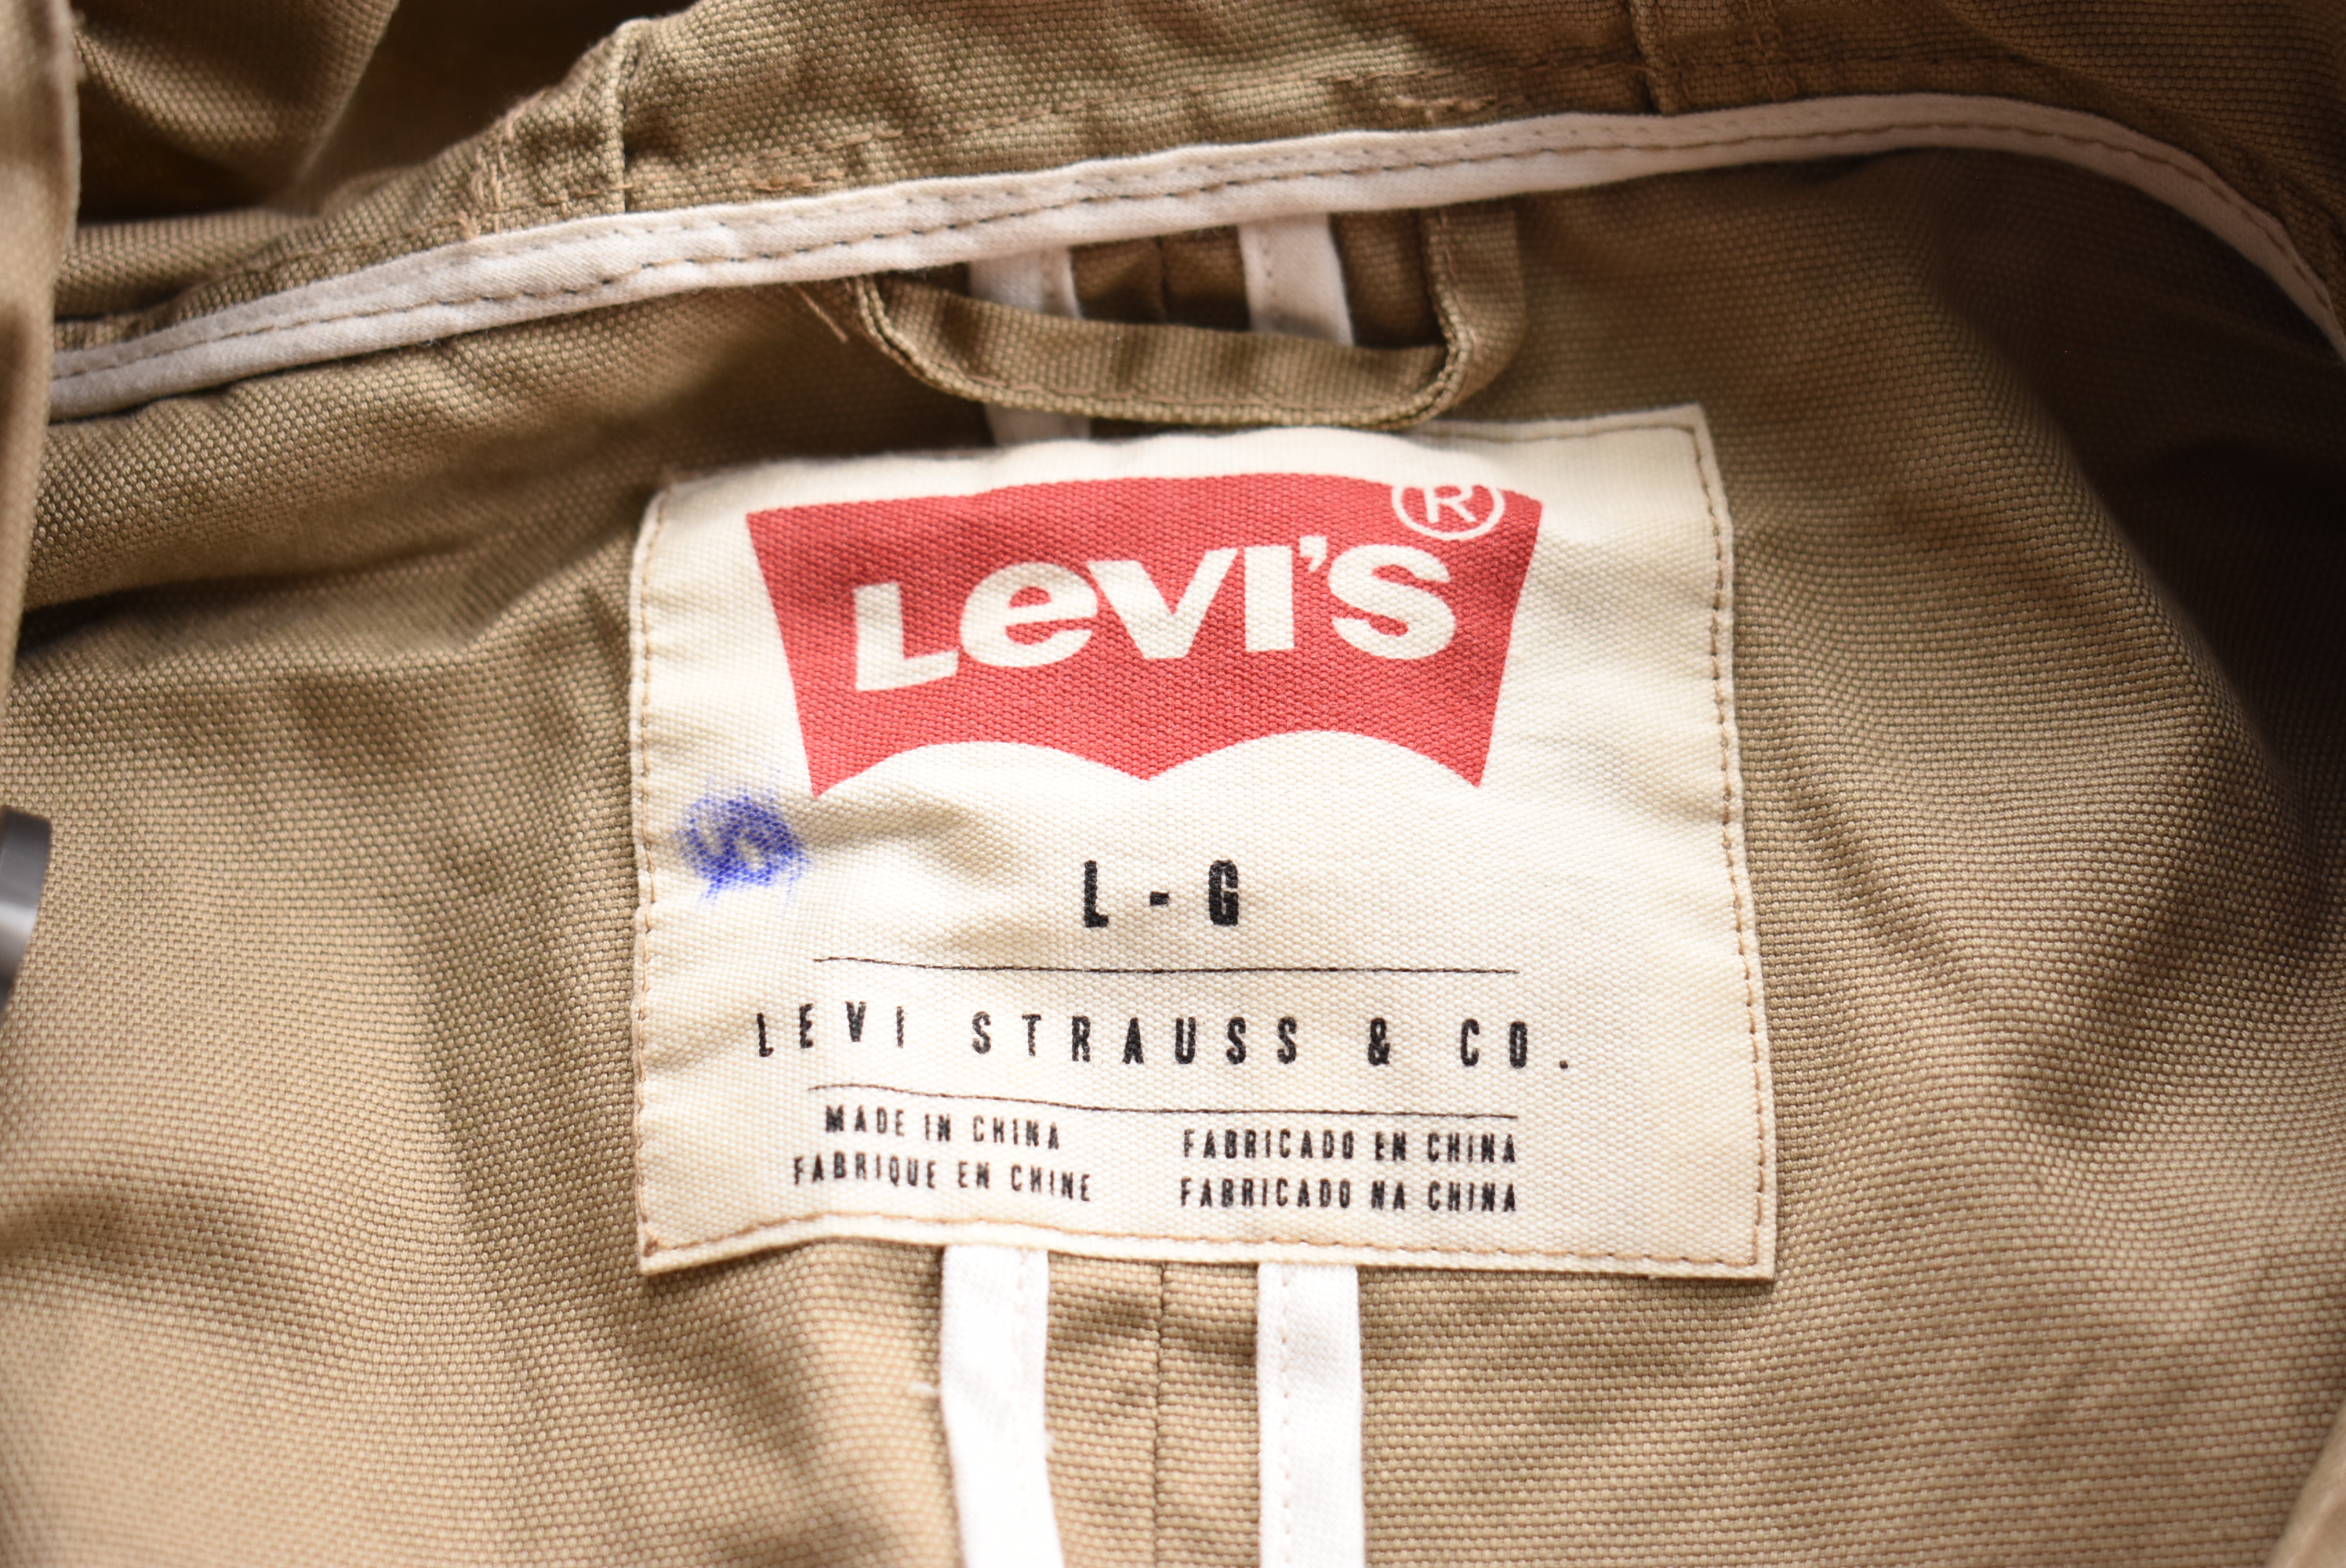 LEVI'S ®
L - G
LEVI STRAUSS & CO.
MADE IN CHINA
FABRIQUE EN CHINE
FABRICADO EN CHINA
FABRICADO NA CHINA